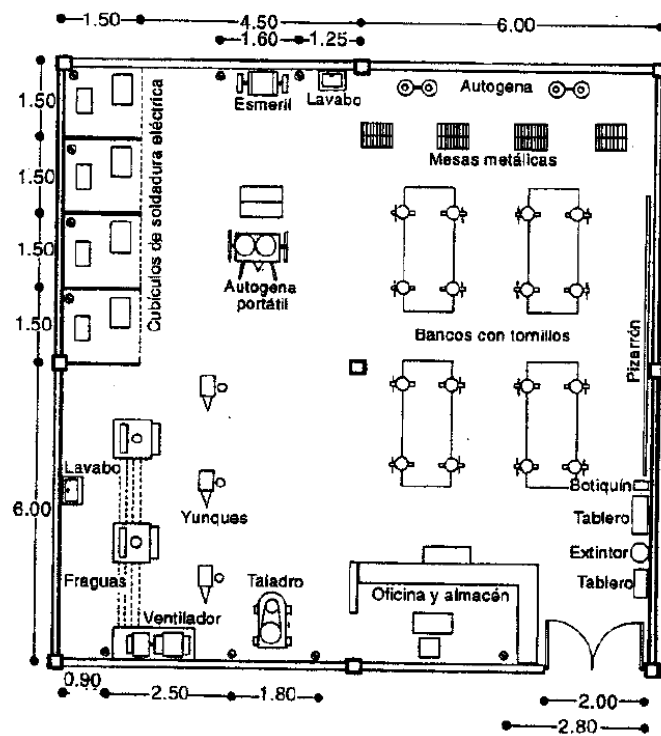 1.50
4.50
6.00
1.60
1.25
Esmeril
Lavabo
Autogena
1.50
1.50
1.50
1.50
Cubículos de soldadura eléctrica
Mesas metálicas
Autogena
portátil
Bancos con tornillos
Pizarrón
Lavabo
6.00
Yunques
Botiquín
Tablero
Extintor
Tablero
Fraguas
Taladro
Oficina y almacén
Ventilador
0.90
2.50
1.80
2.00
2.80